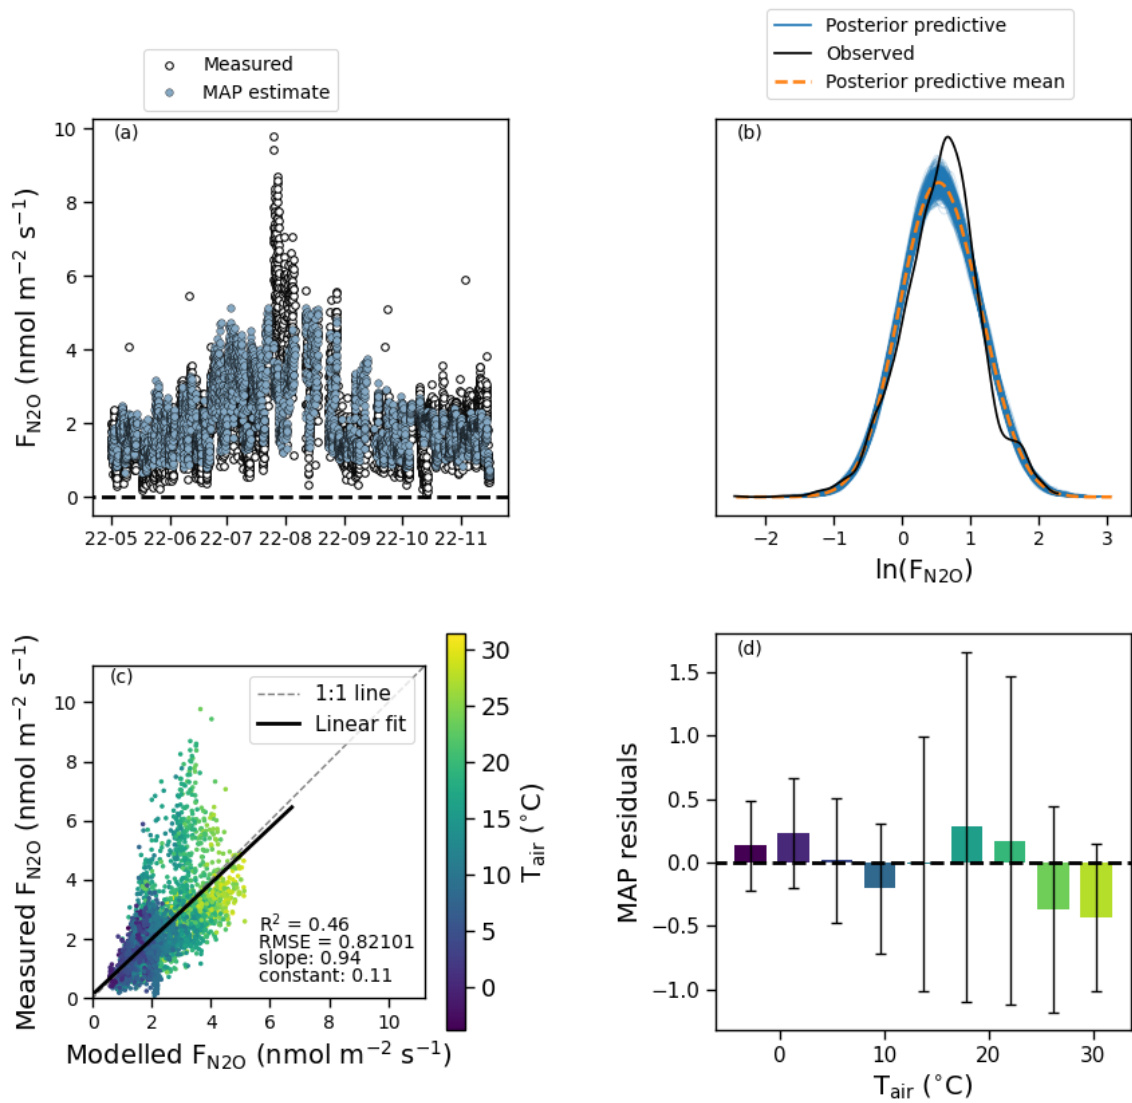 Measured
MAP estimate
(a)
F_N2O (nmol m⁻² s⁻¹)
10
8
6
4
2
0
22-05 22-06 22-07 22-08 22-09 22-10 22-11
Posterior predictive
Observed
Posterior predictive mean
(b)
−2 −1 0 1 2 3
ln(F_N2O)
(c)
1:1 line
Linear fit
Measured F_N2O (nmol m⁻² s⁻¹)
10
8
6
4
2
0
R² = 0.46
RMSE = 0.82101
slope: 0.94
constant: 0.11
0 2 4 6 8 10
Modelled F_N2O (nmol m⁻² s⁻¹)
30
25
20
15
10
5
0
T_air (°C)
(d)
MAP residuals
1.5
1.0
0.5
0.0
−0.5
−1.0
0 10 20 30
T_air (°C)